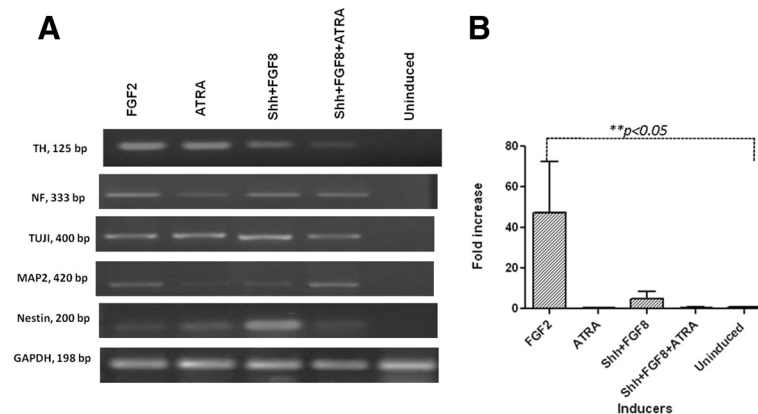 A
FGF2
ATRA
Shh+FGF8
Shh+FGF8+ATRA
Uninduced
TH, 125 bp
NF, 333 bp
TUJI, 400 bp
MAP2, 420 bp
Nestin, 200 bp
GAPDH, 198 bp
B
**p<0.05
Fold increase
80
60
40
20
0
FGF2
ATRA
Shh+FGF8
Shh+FGF8+ATRA
Uninduced
Inducers